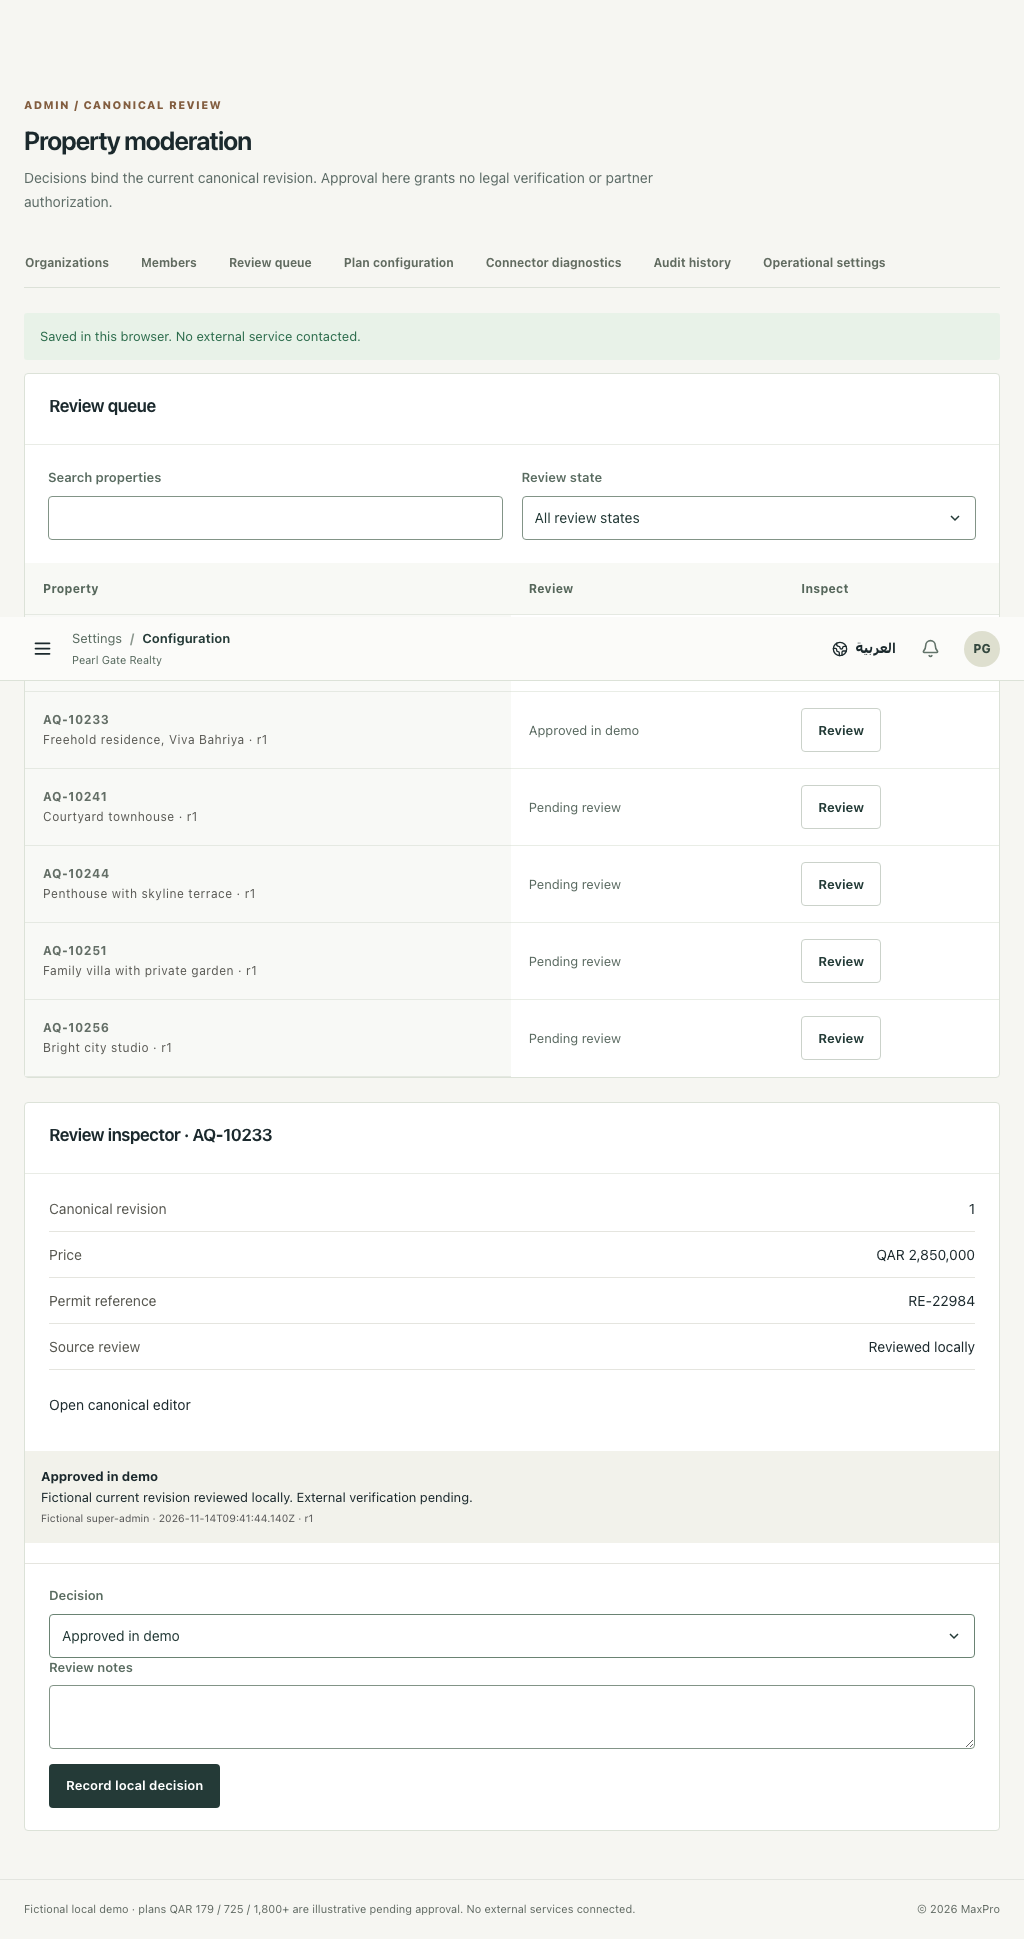 ADMIN / CANONICAL REVIEW
Property moderation
Decisions bind the current canonical revision. Approval here grants no legal verification or partner
authorization.
Organizations Members Review queue Plan configuration Connector diagnostics Audit history Operational settings
Saved in this browser. No external service contacted.
Review queue
Search properties Review state
All review states
Property Review Inspect
Settings / Configuration
Pearl Gate Realty
العربية PG
AQ-10233
Freehold residence, Viva Bahriya · r1
Approved in demo Review
AQ-10241
Courtyard townhouse · r1
Pending review Review
AQ-10244
Penthouse with skyline terrace · r1
Pending review Review
AQ-10251
Family villa with private garden · r1
Pending review Review
AQ-10256
Bright city studio · r1
Pending review Review
Review inspector · AQ-10233
Canonical revision 1
Price QAR 2,850,000
Permit reference RE-22984
Source review Reviewed locally
Open canonical editor
Approved in demo
Fictional current revision reviewed locally. External verification pending.
Fictional super-admin · 2026-11-14T09:41:44.140Z · r1
Decision
Approved in demo
Review notes
Record local decision
Fictional local demo · plans QAR 179 / 725 / 1,800+ are illustrative pending approval. No external services connected. © 2026 MaxPro